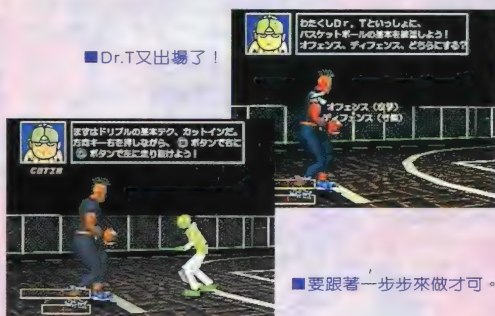 ■Dr.T又出場了！
わたくしDr．Tといっしょに、
バスケットボールの基本を練習しよう！
オフェンス、ディフェンス、どちらにする？
オフェンス（攻撃）
ディフェンス（守備）
まずはドリブルの基本テク、カットインだ。
方向キー右を押しながら、◎ボタンで右に
◎ボタンで左に走り抜けよう！
■要跟著一步步來做才可。